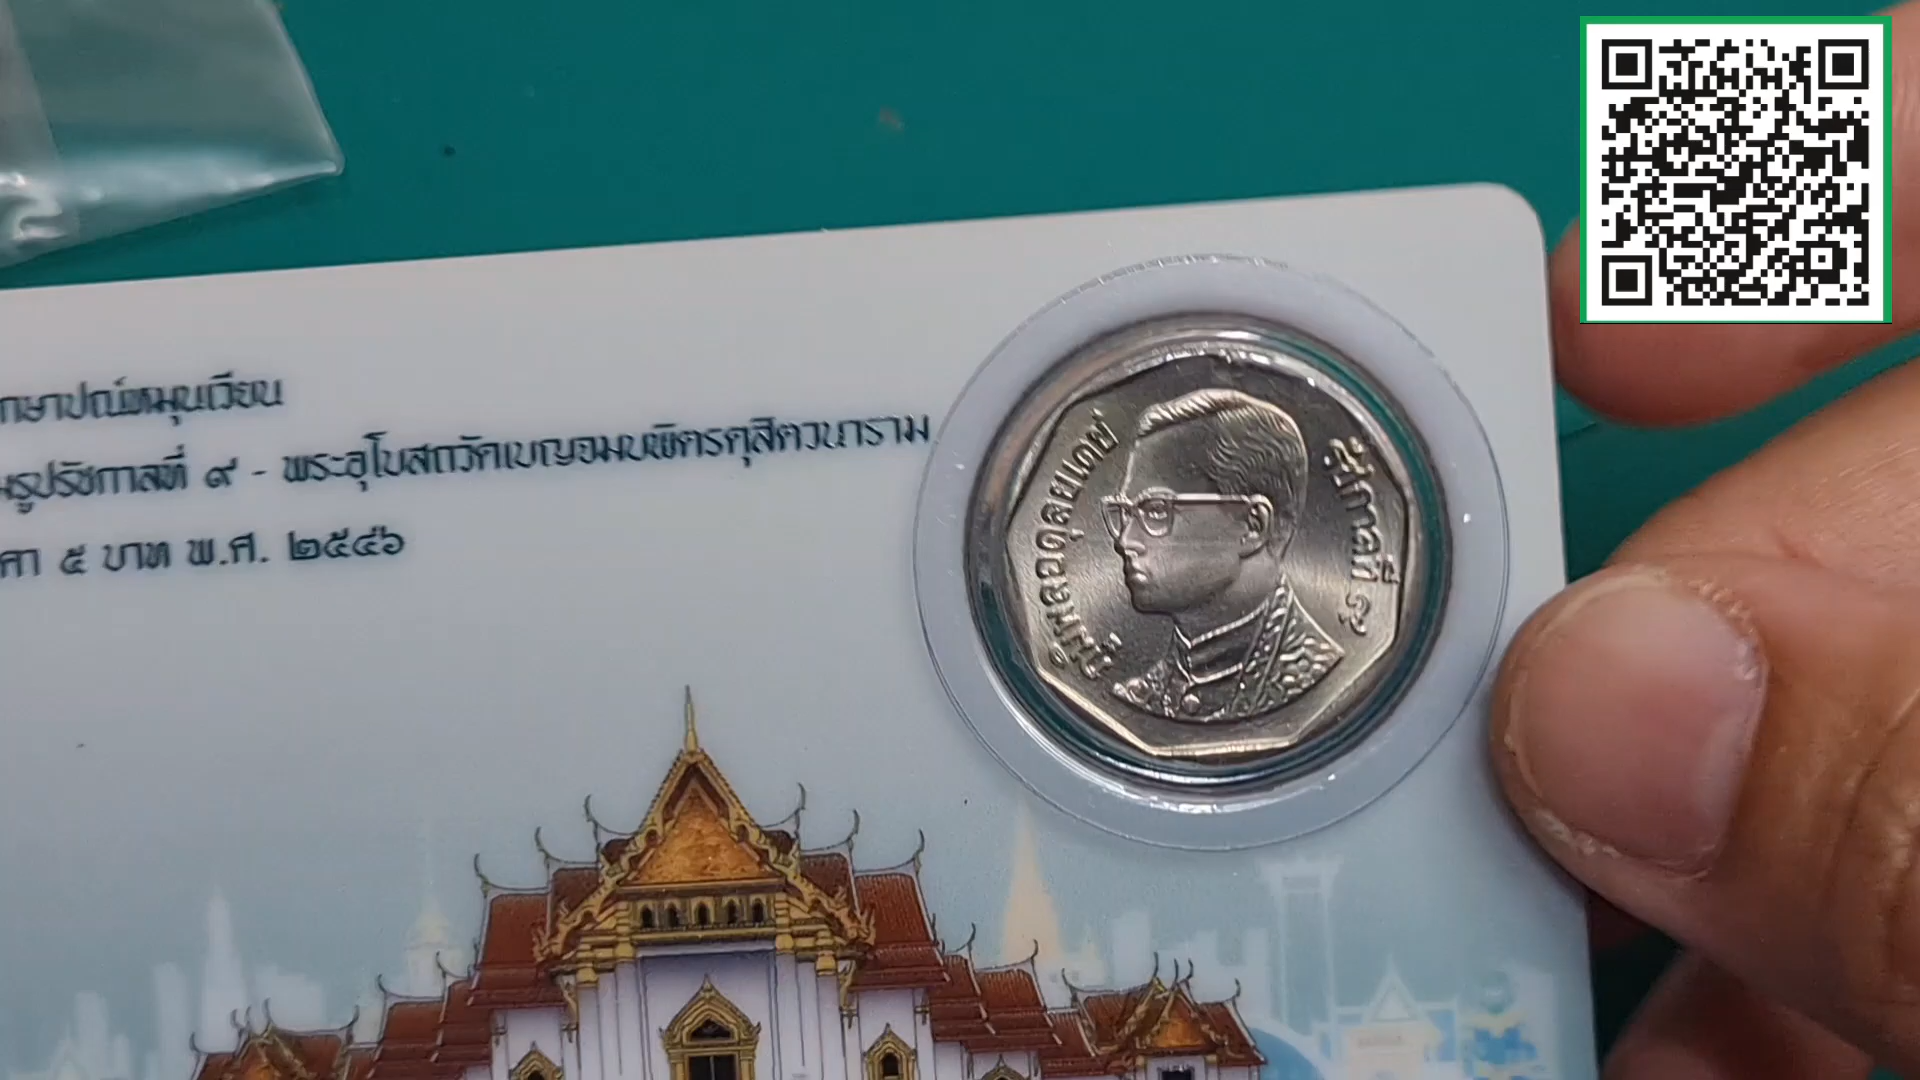 กษาปณ์หมุนเวียน
รูปรัชกาลที่ ๙ - พระอุโบสถวัดเบญจมบพิตรดุสิตวนาราม
๕ บาท พ.ศ. ๒๕๔๖
ภูมิพลอดุลยเดช
รัชกาลที่ ๙